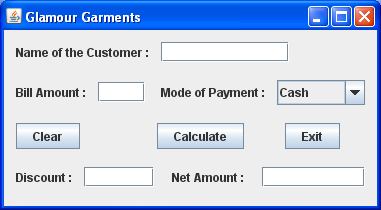 Glamour Garments
Name of the Customer :
Bill Amount : Mode of Payment : Cash
Clear Calculate Exit
Discount : Net Amount :